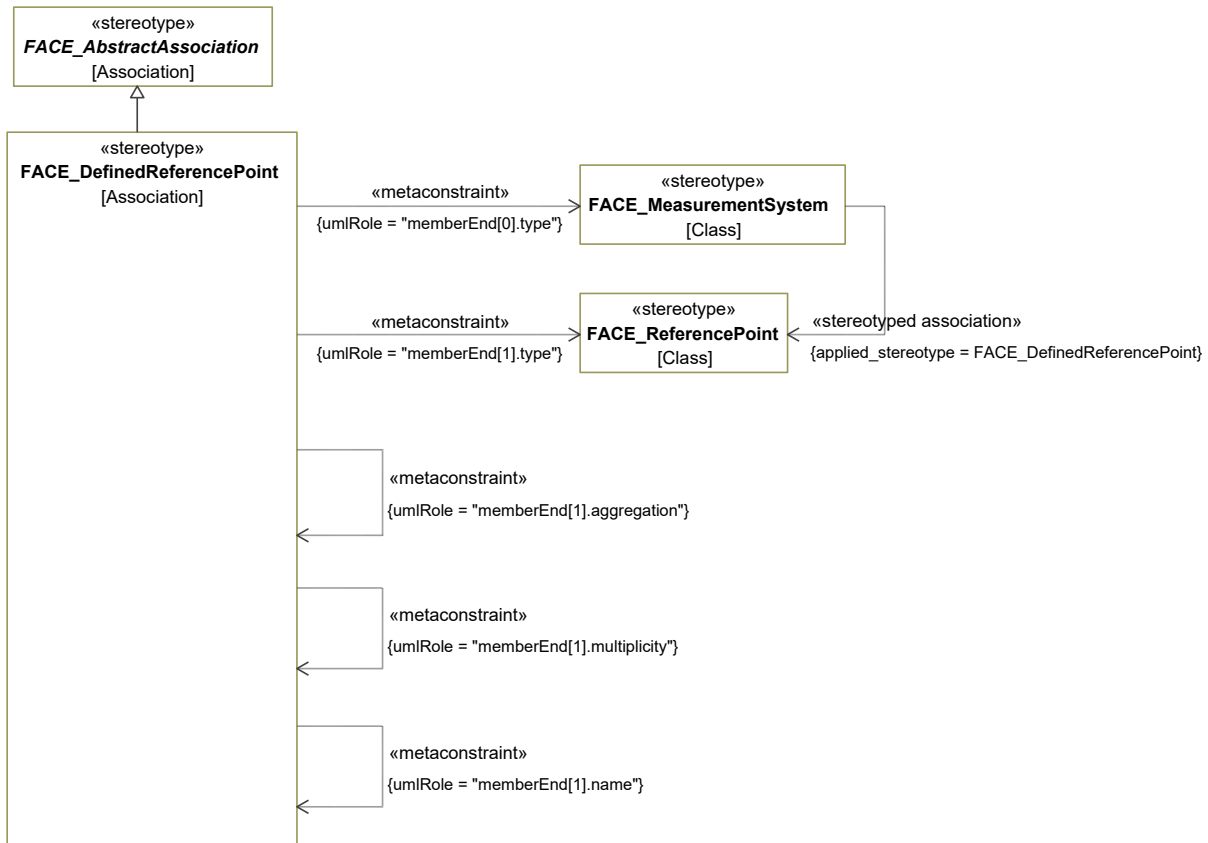 «stereotype»
FACE_AbstractAssociation
[Association]
«stereotype»
FACE_DefinedReferencePoint
[Association]
«metaconstraint»
{umlRole = "memberEnd[0].type"}
«stereotype»
FACE_MeasurementSystem
[Class]
«metaconstraint»
{umlRole = "memberEnd[1].type"}
«stereotype»
FACE_ReferencePoint
[Class]
«stereotyped association»
{applied_stereotype = FACE_DefinedReferencePoint}
«metaconstraint»
{umlRole = "memberEnd[1].aggregation"}
«metaconstraint»
{umlRole = "memberEnd[1].multiplicity"}
«metaconstraint»
{umlRole = "memberEnd[1].name"}